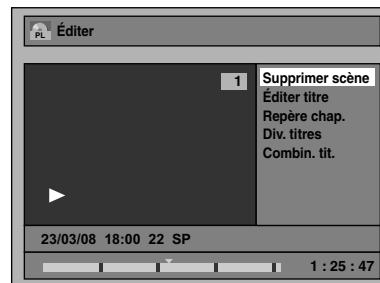 PL Éditer
1
Supprimer scène
Éditer titre
Repère chap.
Div. titres
Combin. tit.
23/03/08 18:00 22 SP
1 : 25 : 47